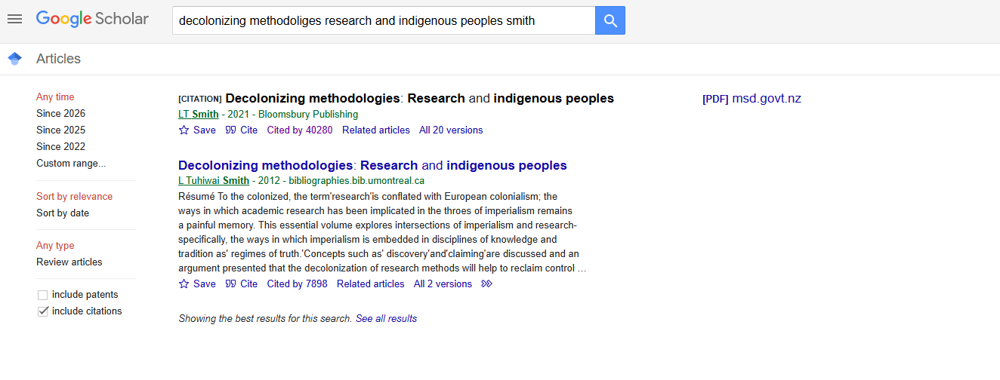 Google Scholar
decolonizing methodoliges research and indigenous peoples smith
Articles
Any time
Since 2026
Since 2025
Since 2022
Custom range...
Sort by relevance
Sort by date
Any type
Review articles
include patents
include citations
[CITATION] Decolonizing methodologies: Research and indigenous peoples
LT Smith - 2021 - Bloomsbury Publishing
Save Cite Cited by 40280 Related articles All 20 versions
[PDF] msd.govt.nz
Decolonizing methodologies: Research and indigenous peoples
L Tuhiwai Smith - 2012 - bibliographies.bib.umontreal.ca
Résumé To the colonized, the term'research'is conflated with European colonialism; the
ways in which academic research has been implicated in the throes of imperialism remains
a painful memory. This essential volume explores intersections of imperialism and research-
specifically, the ways in which imperialism is embedded in disciplines of knowledge and
tradition as' regimes of truth.'Concepts such as' discovery'and'claiming'are discussed and an
argument presented that the decolonization of research methods will help to reclaim control …
Save Cite Cited by 7898 Related articles All 2 versions
Showing the best results for this search. See all results